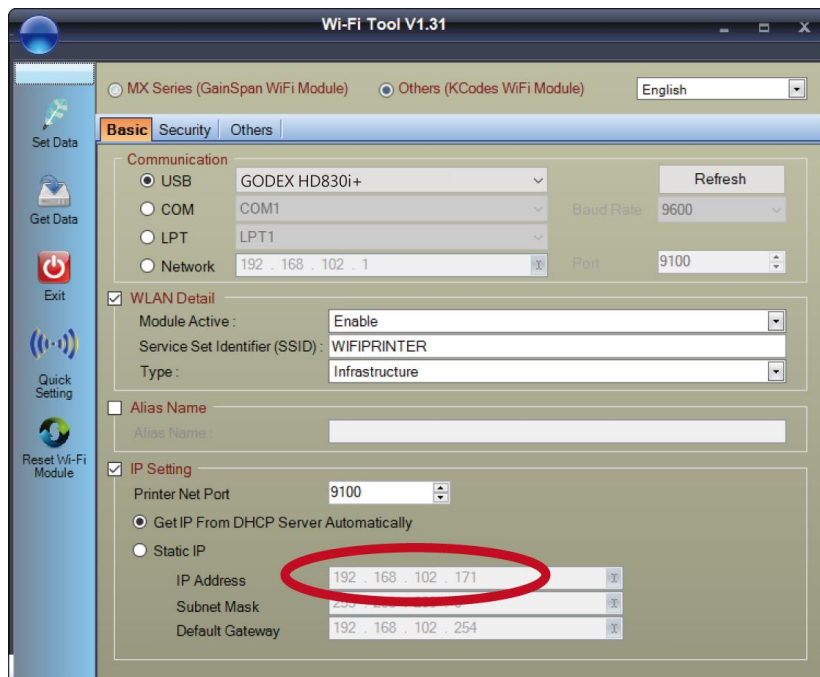 Wi-Fi Tool V1.31
MX Series (GainSpan WiFi Module) Others (KCodes WiFi Module) English
Set Data
Get Data
Exit
Quick Setting
Reset Wi-Fi Module
Basic Security Others
Communication
USB GODEX HD830i+ Refresh
COM COM1 Baud Rate 9600
LPT LPT1
Network 192 . 168 . 102 . 1 Port 9100
WLAN Detail
Module Active : Enable
Service Set Identifier (SSID) : WIFIPRINTER
Type : Infrastructure
Alias Name
Alias Name :
IP Setting
Printer Net Port 9100
Get IP From DHCP Server Automatically
Static IP
IP Address 192 . 168 . 102 . 171
Subnet Mask
Default Gateway 192 . 168 . 102 . 254